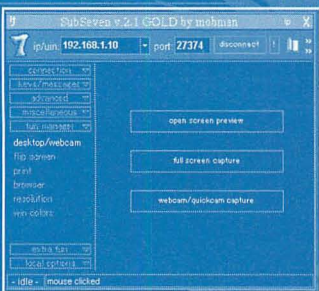 SubSeven v.2.1 GOLD by mobman
ip/uin: 192.168.1.10 port: 27374 disconnect !
connection
keys/messages
advanced
miscellaneous
fun manager
desktop/webcam
flip screen
print
browser
resolution
win colors
extra fun
local options
open screen preview
full screen capture
webcam/quickcam capture
- idle - mouse clicked